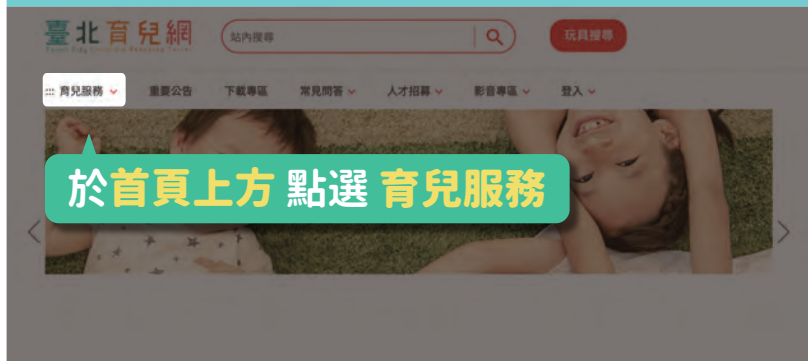 臺北育兒網
站內搜尋
玩具搜尋
育兒服務
重要公告
下載專區
常見問答
人才招募
影音專區
登入
於首頁上方 點選 育兒服務